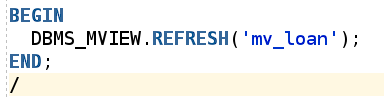 BEGIN
  DBMS_MVIEW.REFRESH('mv_loan');
END;
/